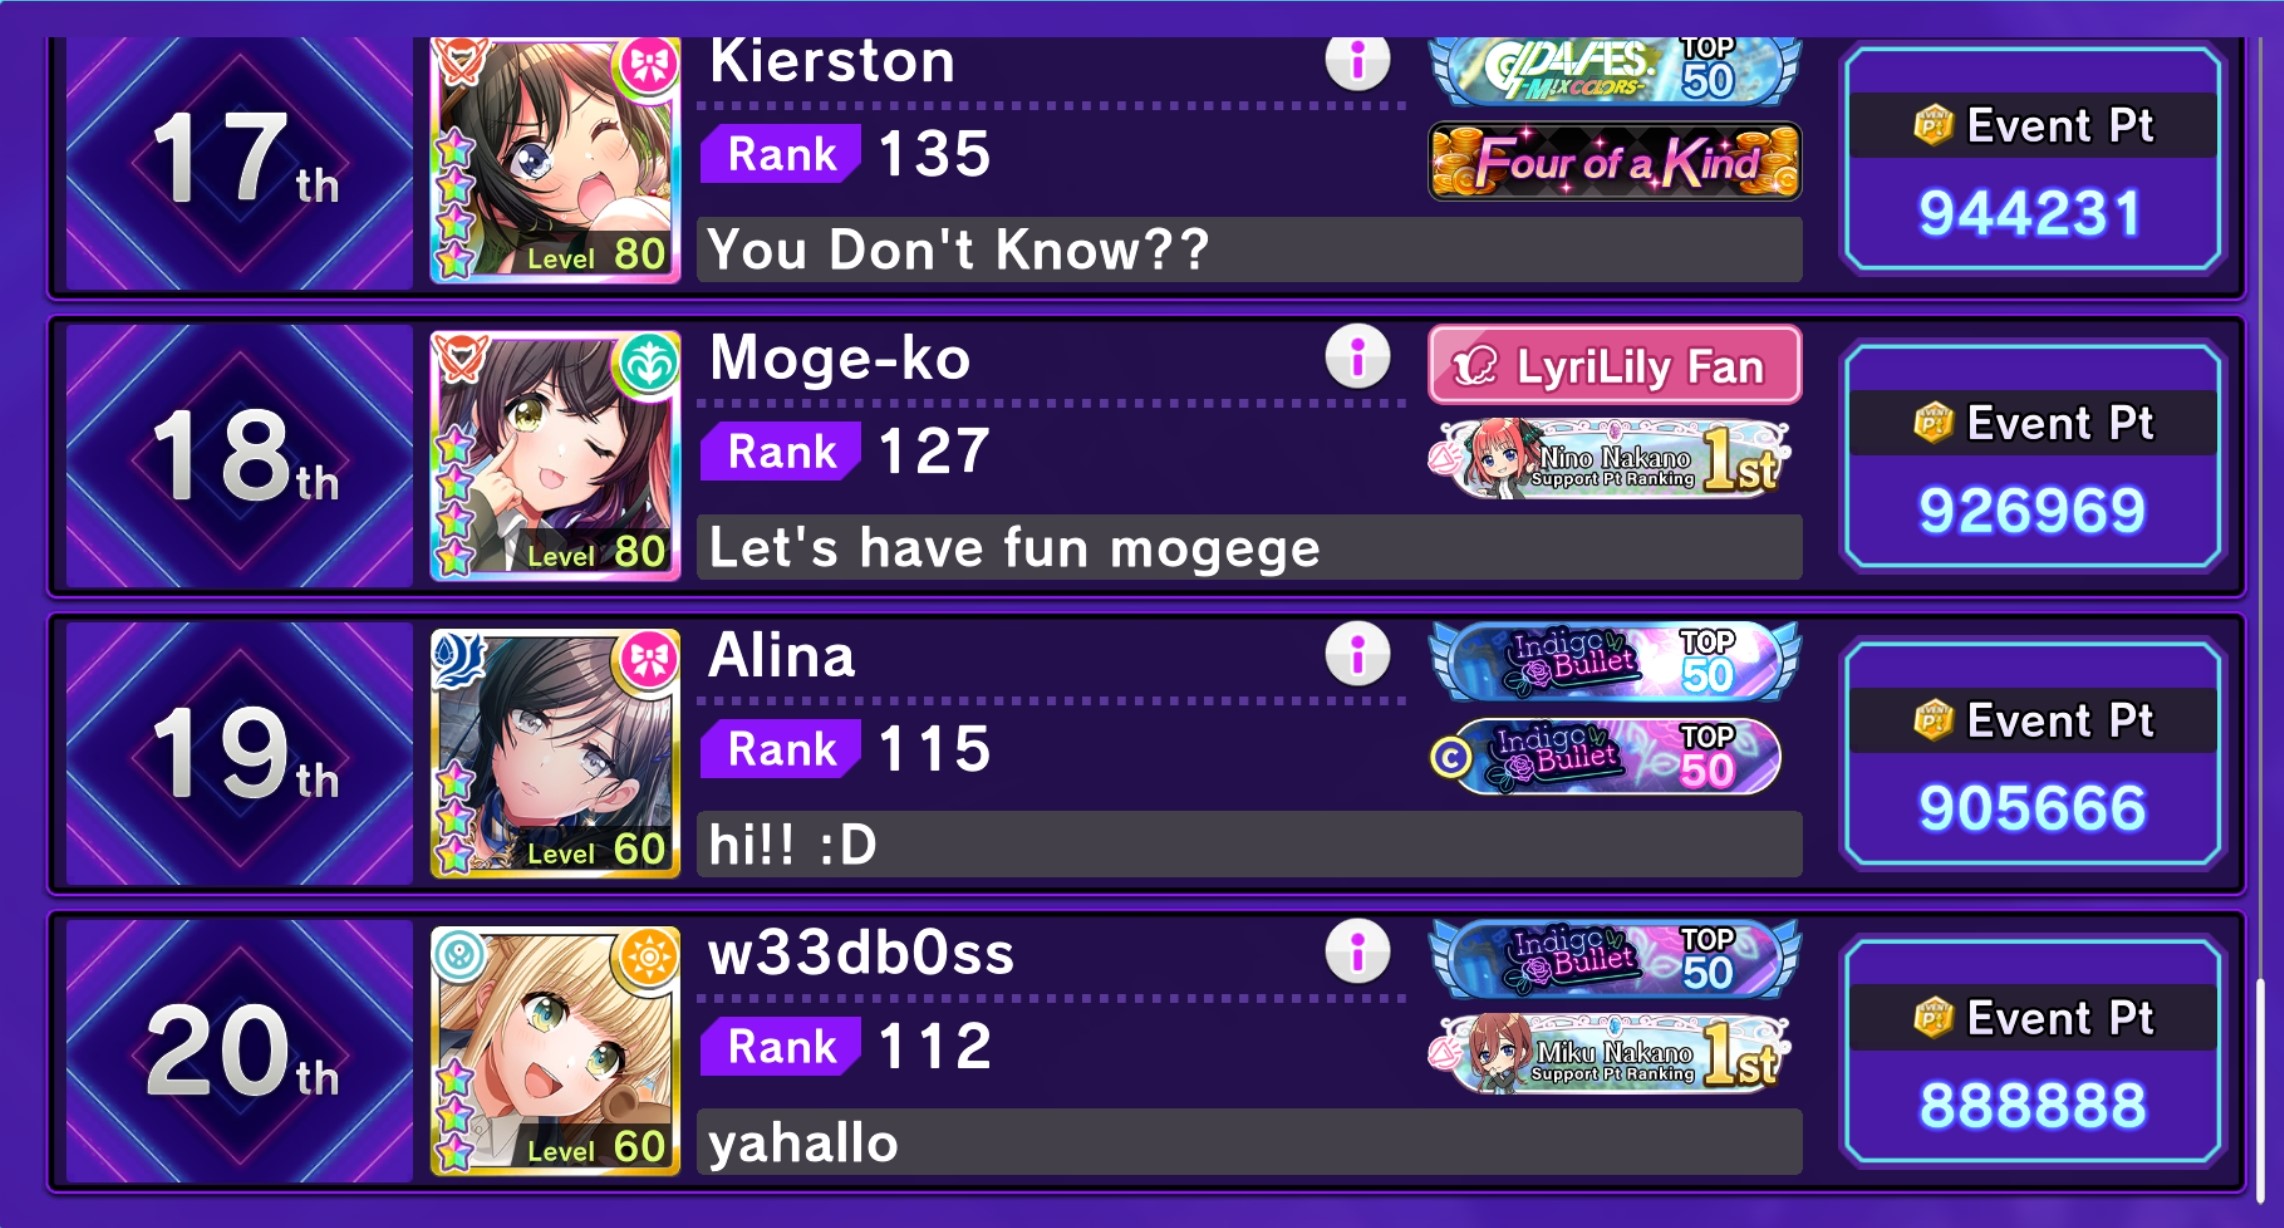 17th
Level 80
Kierston
Rank 135
You Don't Know??
D4FES. -MIX COLORS- TOP 50
Four of a Kind
Event Pt
944231
18th
Level 80
Moge-ko
Rank 127
Let's have fun mogege
LyriLily Fan
Nino Nakano Support Pt Ranking 1st
Event Pt
926969
19th
Level 60
Alina
Rank 115
hi!! :D
Indigo Bullet TOP 50
C Indigo Bullet TOP 50
Event Pt
905666
20th
Level 60
w33db0ss
Rank 112
yahallo
Indigo Bullet TOP 50
Miku Nakano Support Pt Ranking 1st
Event Pt
888888